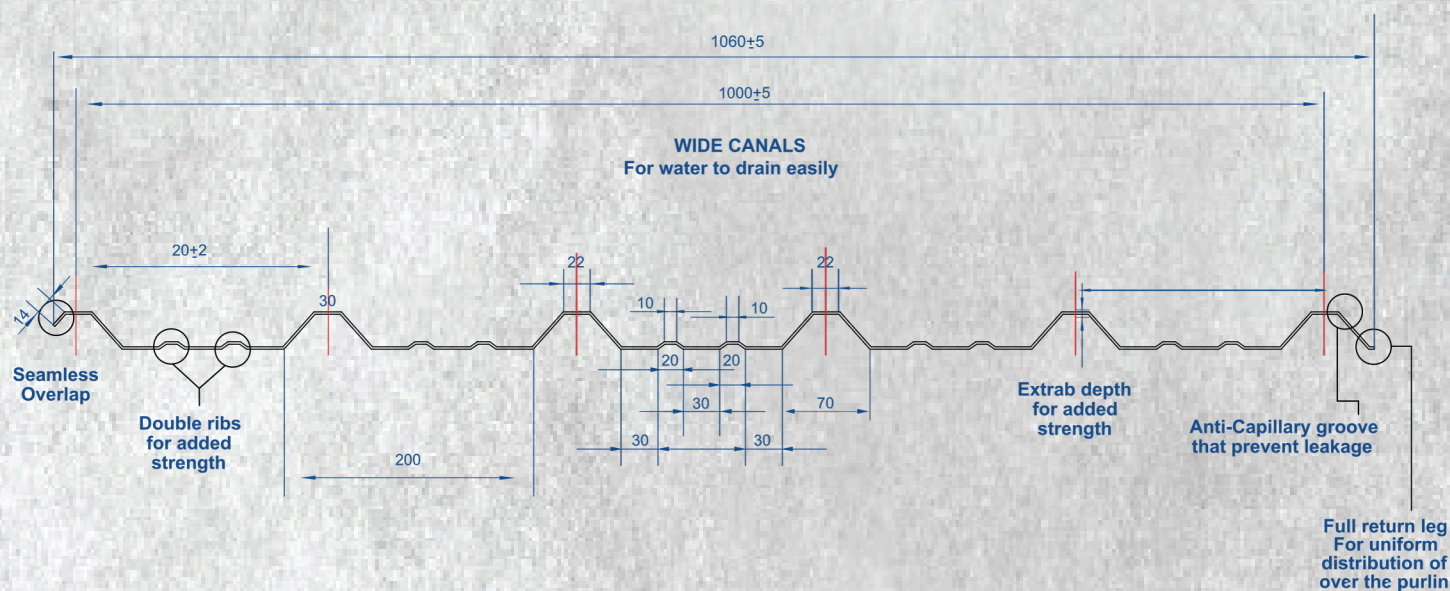 1060±5
1000±5
WIDE CANALS
For water to drain easily
20±2
22
22
14
30
10
10
20
20
30
70
30
30
200
Seamless
Overlap
Double ribs
for added
strength
Extrab depth
for added
strength
Anti-Capillary groove
that prevent leakage
Full return leg
For uniform
distribution of
over the purlin